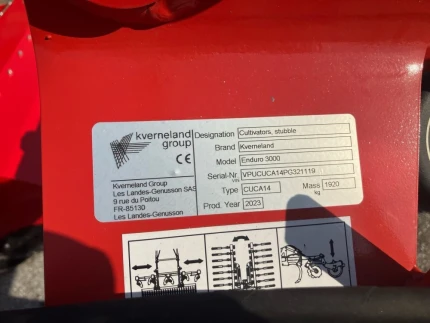 kverneland
group
CE
Kverneland Group
Les Landes-Genusson SAS
9 rue du Poitou
FR-85130
Les Landes-Genusson
Designation Cultivators, stubble
Brand Kverneland
Model Enduro 3000
Serial-Nr. VIN VPUCUCA14PG321119
Type CUCA14 Mass kg 1920
Prod. Year 2023